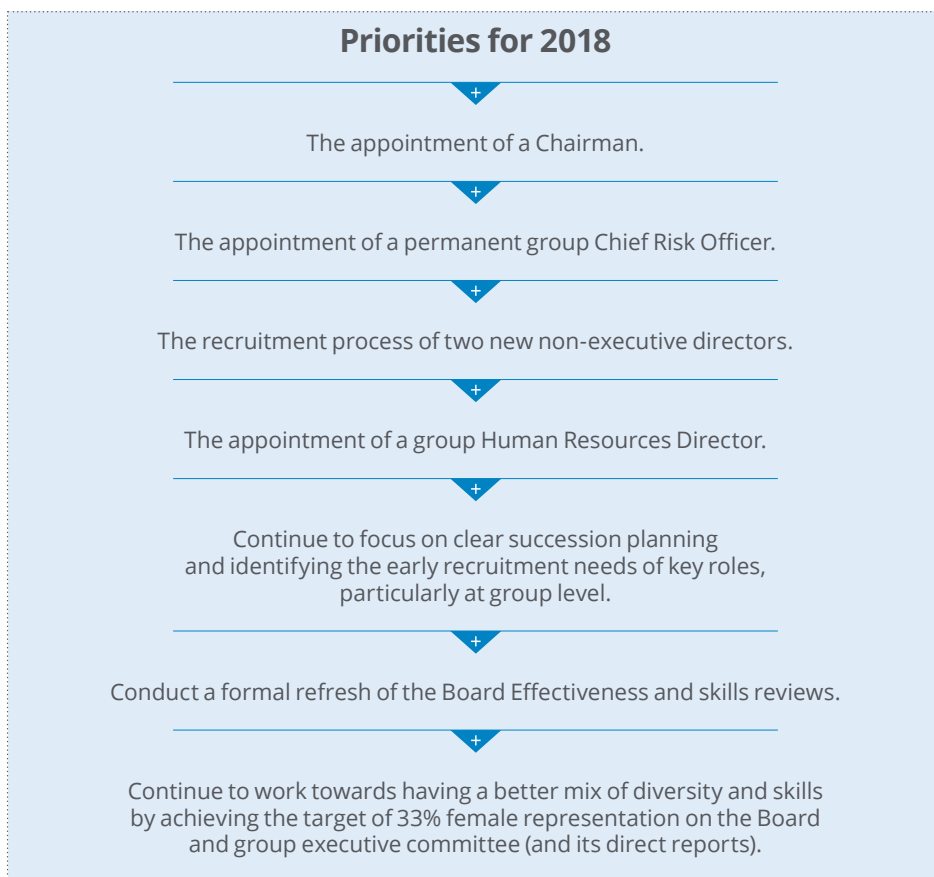 Priorities for 2018
+
The appointment of a Chairman.
+
The appointment of a permanent group Chief Risk Officer.
+
The recruitment process of two new non-executive directors.
+
The appointment of a group Human Resources Director.
+
Continue to focus on clear succession planning
and identifying the early recruitment needs of key roles,
particularly at group level.
+
Conduct a formal refresh of the Board Effectiveness and skills reviews.
+
Continue to work towards having a better mix of diversity and skills
by achieving the target of 33% female representation on the Board
and group executive committee (and its direct reports).